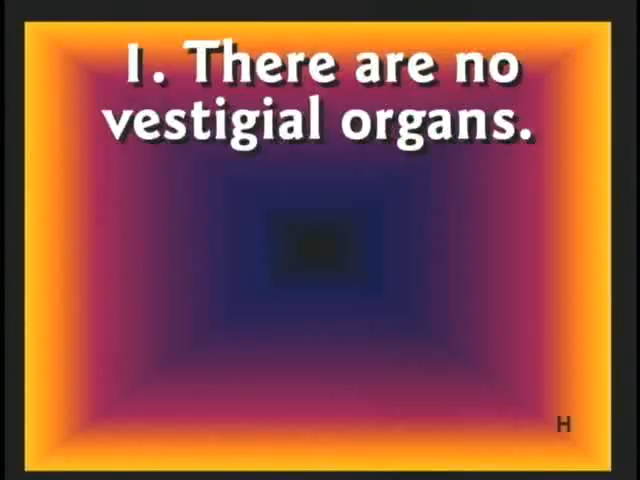 1. There are no
vestigial organs.
H